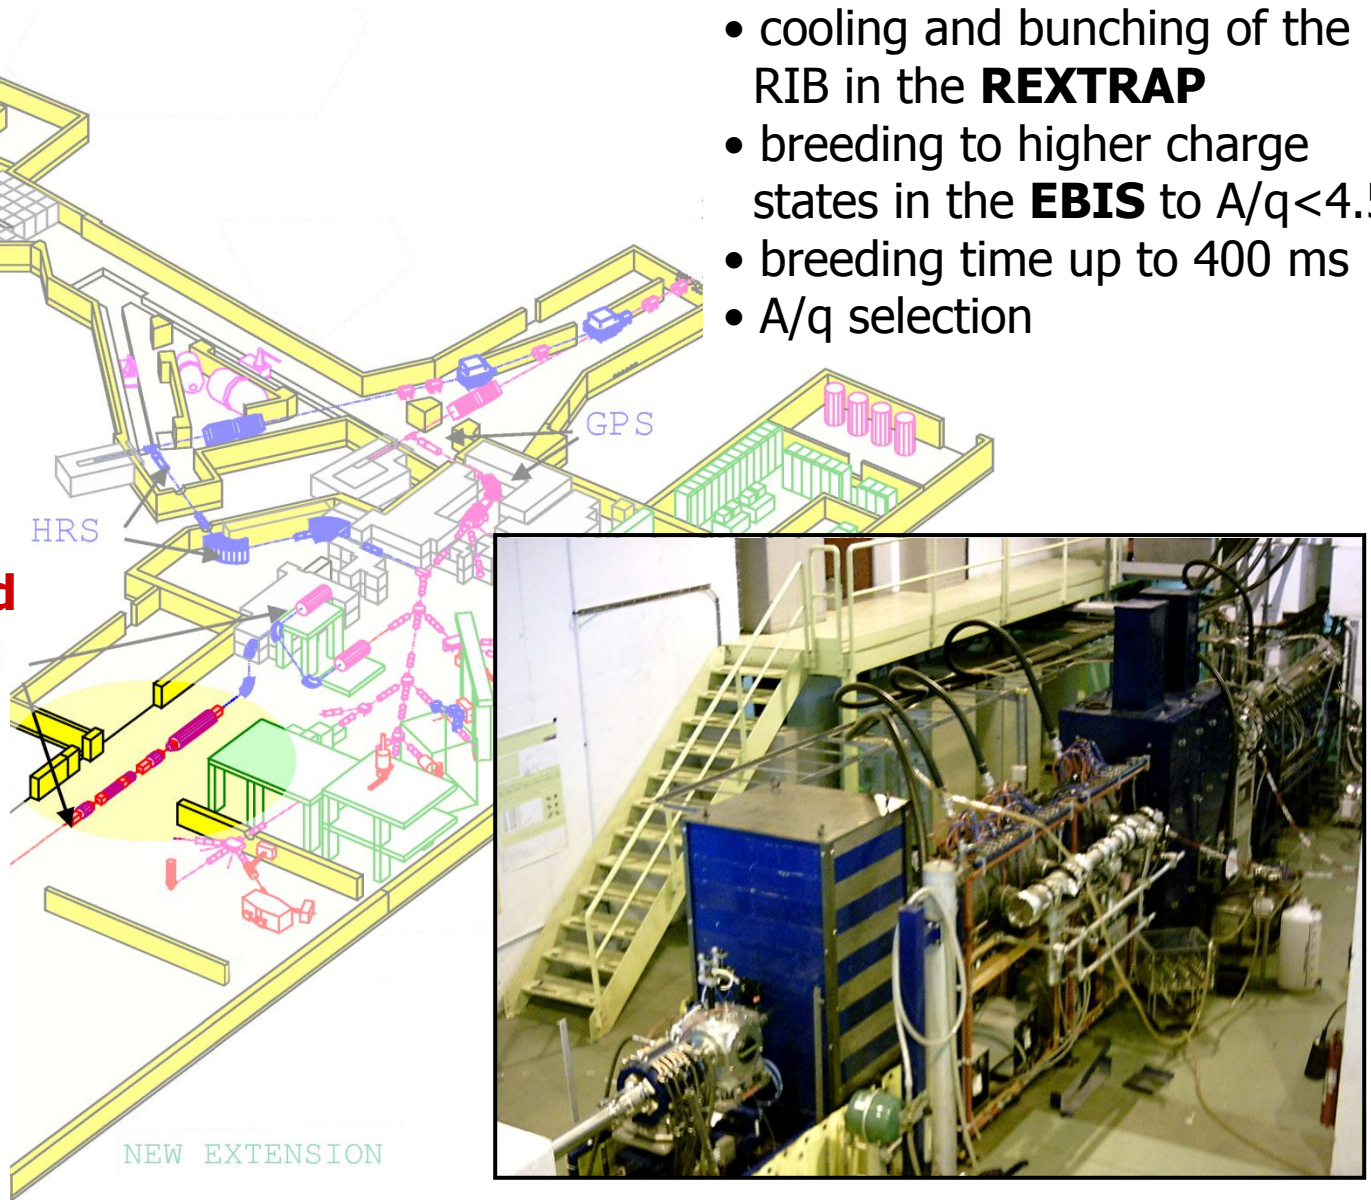 • cooling and bunching of the
RIB in the REXTRAP
• breeding to higher charge
states in the EBIS to A/q<4.5
• breeding time up to 400 ms
• A/q selection
GPS
HRS
d
NEW EXTENSION